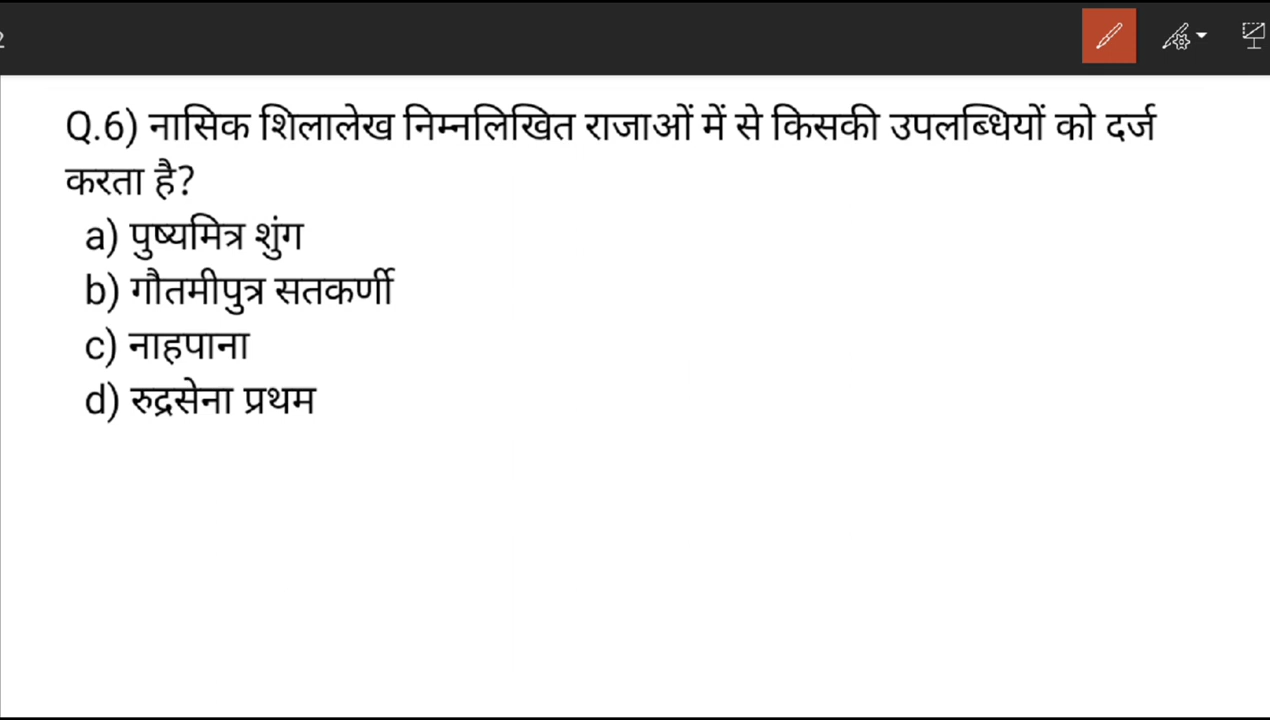 Q.6) नासिक शिलालेख निम्नलिखित राजाओं में से किसकी उपलब्धियों को दर्ज
करता है?
a) पुष्यमित्र शुंग
b) गौतमीपुत्र सतकर्णी
c) नाहपाना
d) रुद्रसेना प्रथम